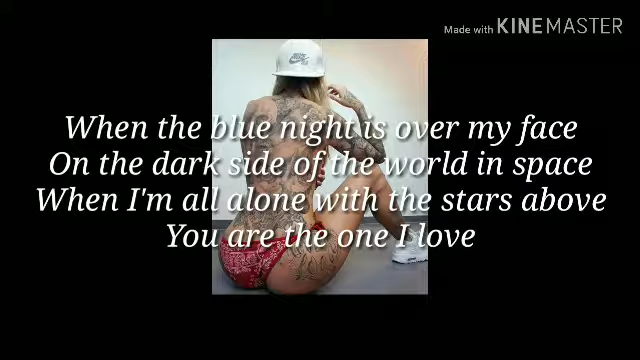 Made with KINEMASTER
When the blue night is over my face
On the dark side of the world in space
When I'm all alone with the stars above
You are the one I love